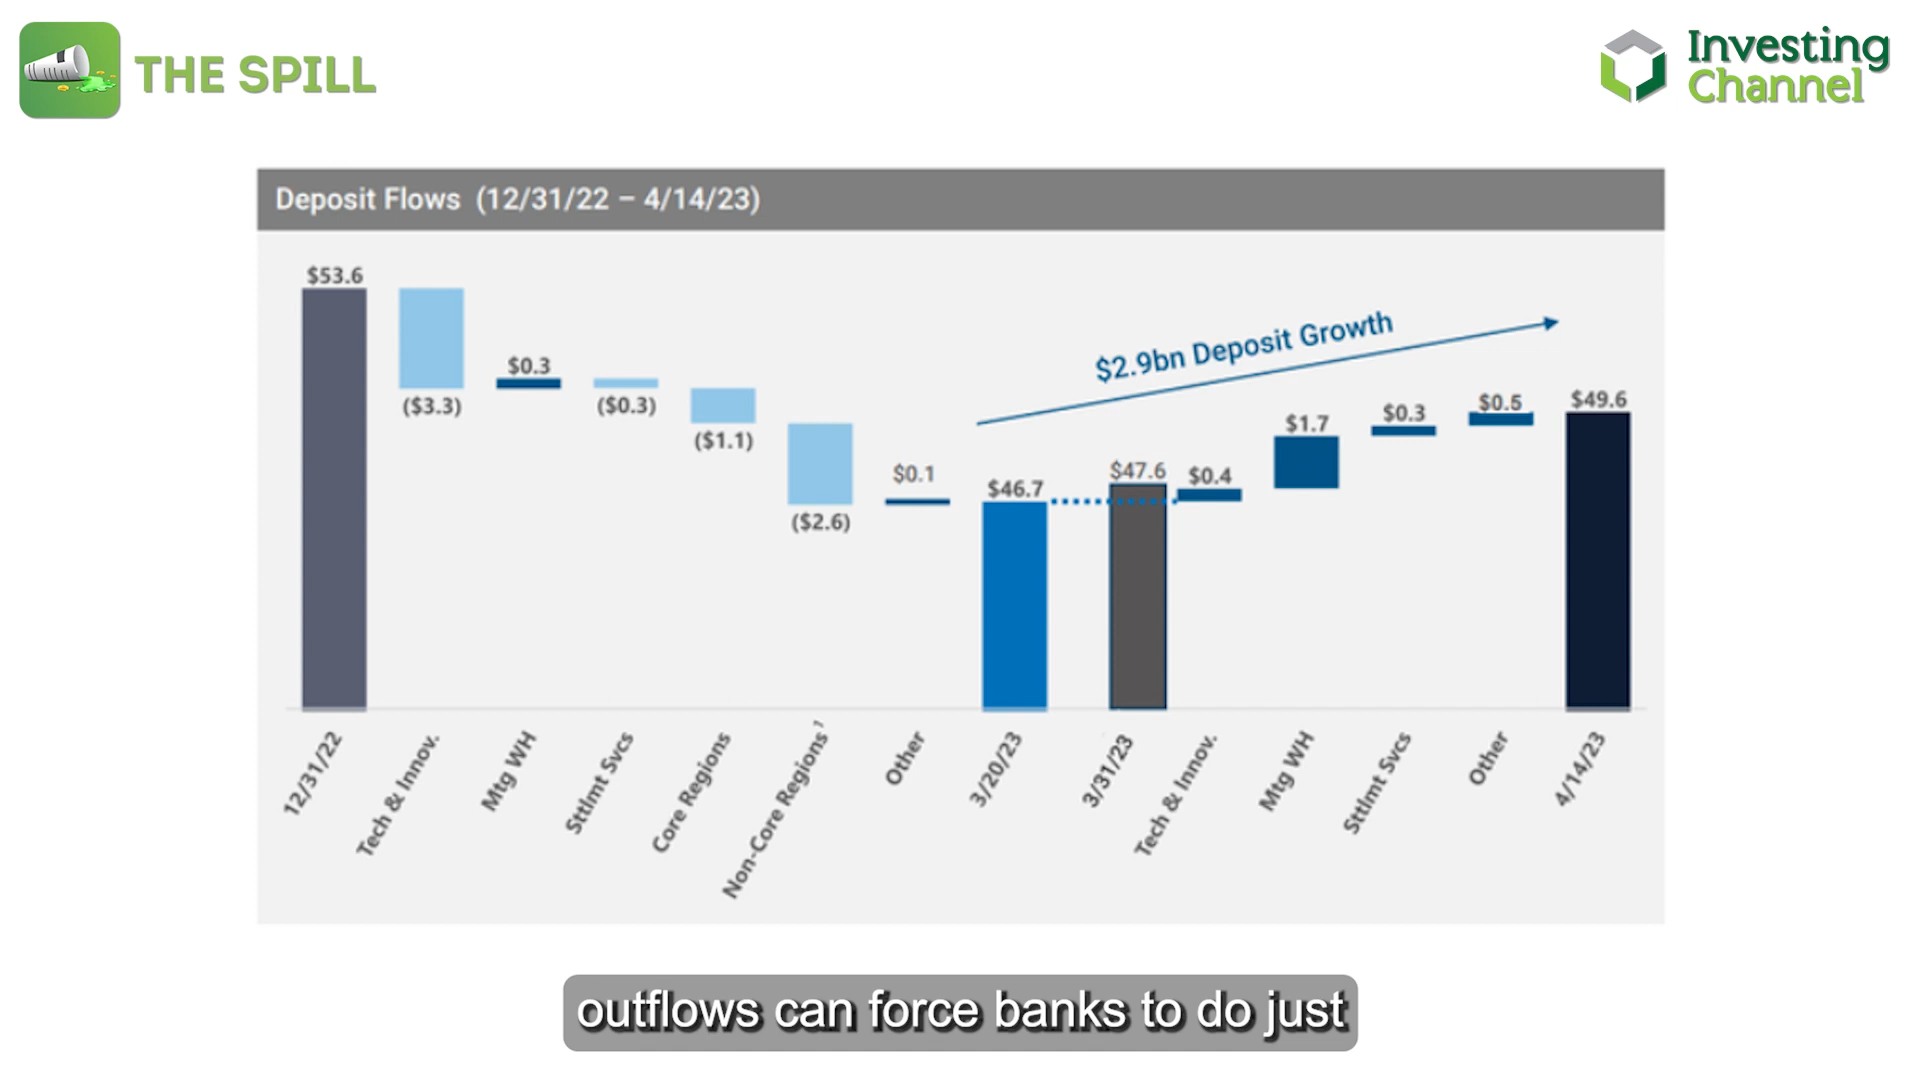 THE SPILL
Investing
Channel
Deposit Flows (12/31/22 – 4/14/23)
$53.6
($3.3)
$0.3
($0.3)
($1.1)
($2.6)
$0.1
$46.7
$47.6
$0.4
$1.7
$0.3
$0.5
$49.6
$2.9bn Deposit Growth
12/31/22
Tech & Innov.
Mtg WH
Sttlmt Svcs
Core Regions
Non-Core Regions¹
Other
3/20/23
3/31/23
Tech & Innov.
Mtg WH
Sttlmt Svcs
Other
4/14/23
outflows can force banks to do just